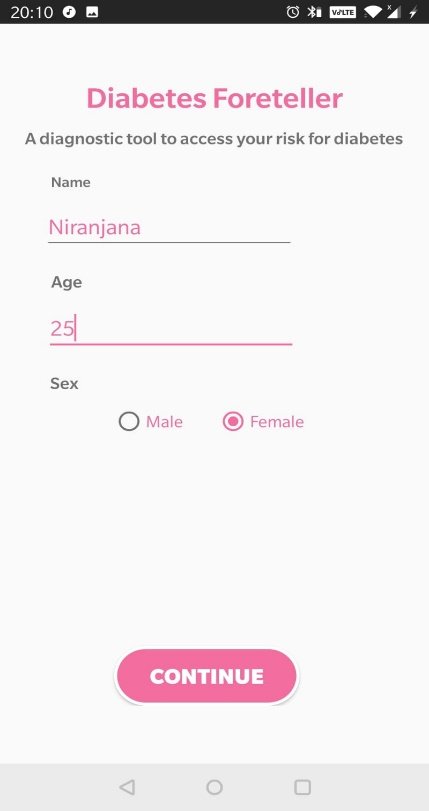 20:10 VoLTE x
Diabetes Foreteller
A diagnostic tool to access your risk for diabetes
Name
Niranjana
Age
25
Sex
Male Female
CONTINUE